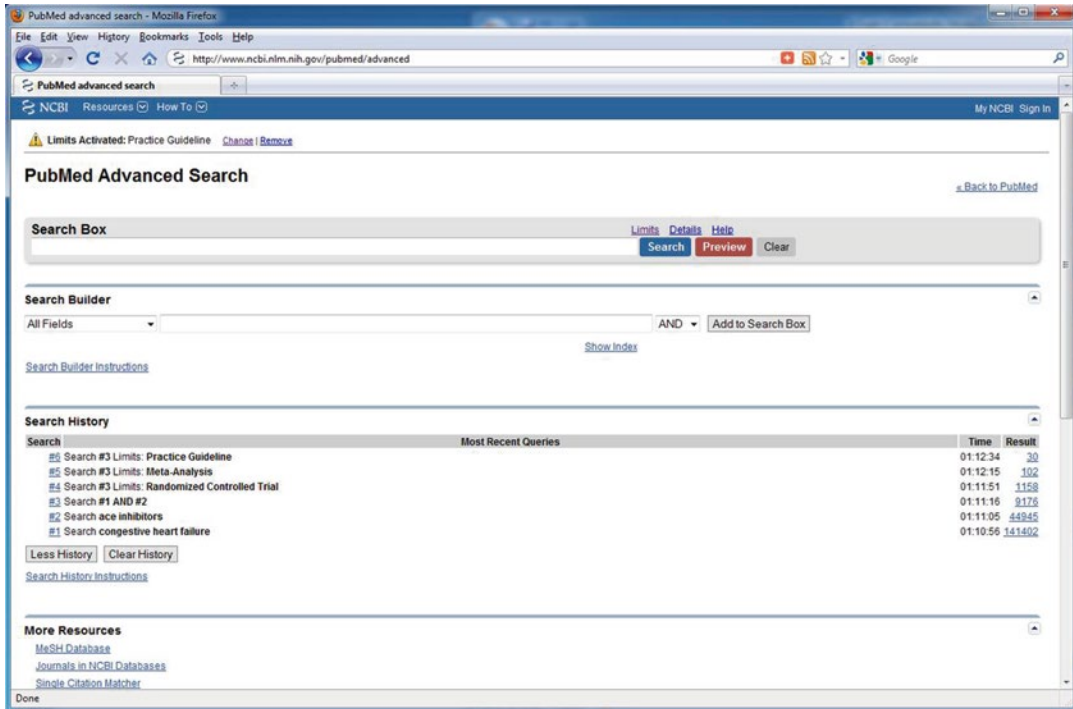 PubMed advanced search - Mozilla Firefox
File Edit View History Bookmarks Tools Help
http://www.ncbi.nlm.nih.gov/pubmed/advanced
Google
PubMed advanced search
NCBI Resources How To My NCBI Sign In
Limits Activated: Practice Guideline Change | Remove
PubMed Advanced Search
« Back to PubMed
Search Box Limits Details Help
Search Preview Clear
Search Builder
All Fields AND Add to Search Box
Show Index
Search Builder Instructions
Search History
Search Most Recent Queries Time Result
#6 Search #3 Limits: Practice Guideline 01:12:34 30
#5 Search #3 Limits: Meta-Analysis 01:12:15 102
#4 Search #3 Limits: Randomized Controlled Trial 01:11:51 1158
#3 Search #1 AND #2 01:11:16 9176
#2 Search ace inhibitors 01:11:05 44945
#1 Search congestive heart failure 01:10:56 141402
Less History Clear History
Search History Instructions
More Resources
MeSH Database
Journals in NCBI Databases
Single Citation Matcher
Done